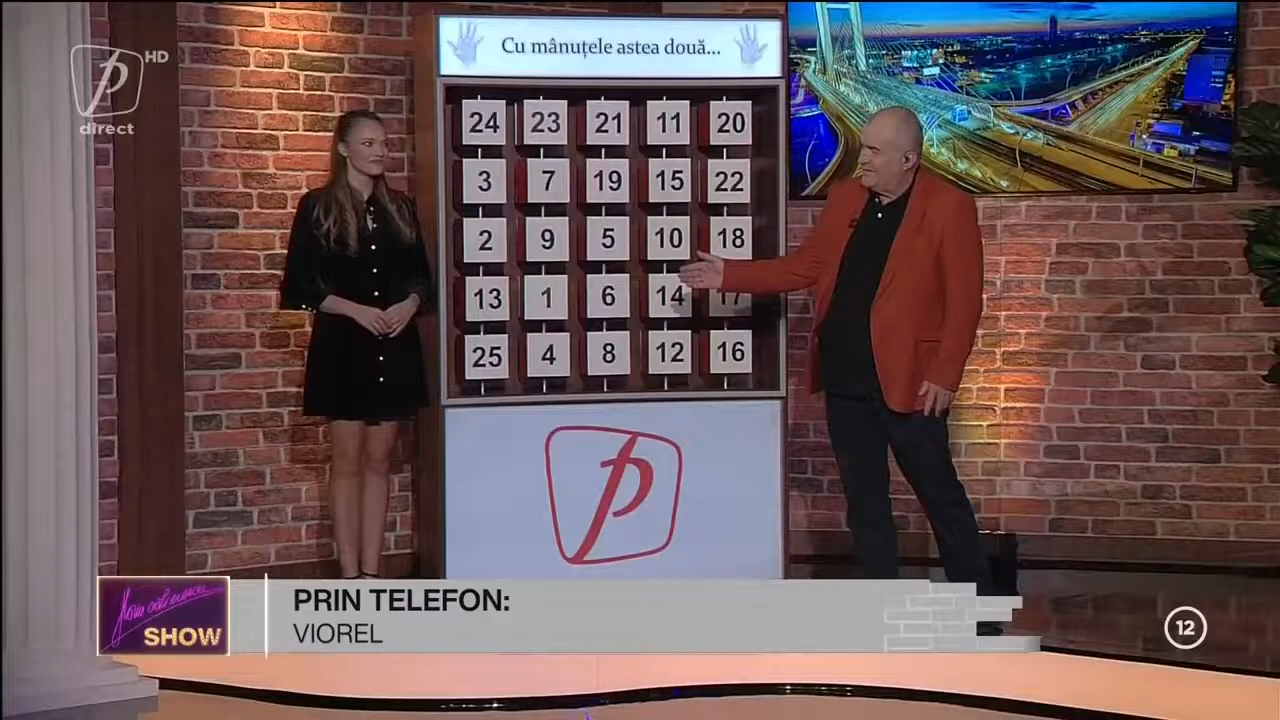 HD
direct
Cu mânuțele astea două...
24 23 21 11 20
3 7 19 15 22
2 9 5 10 18
13 1 6 14 17
25 4 8 12 16
p
SHOW
PRIN TELEFON:
VIOREL
12